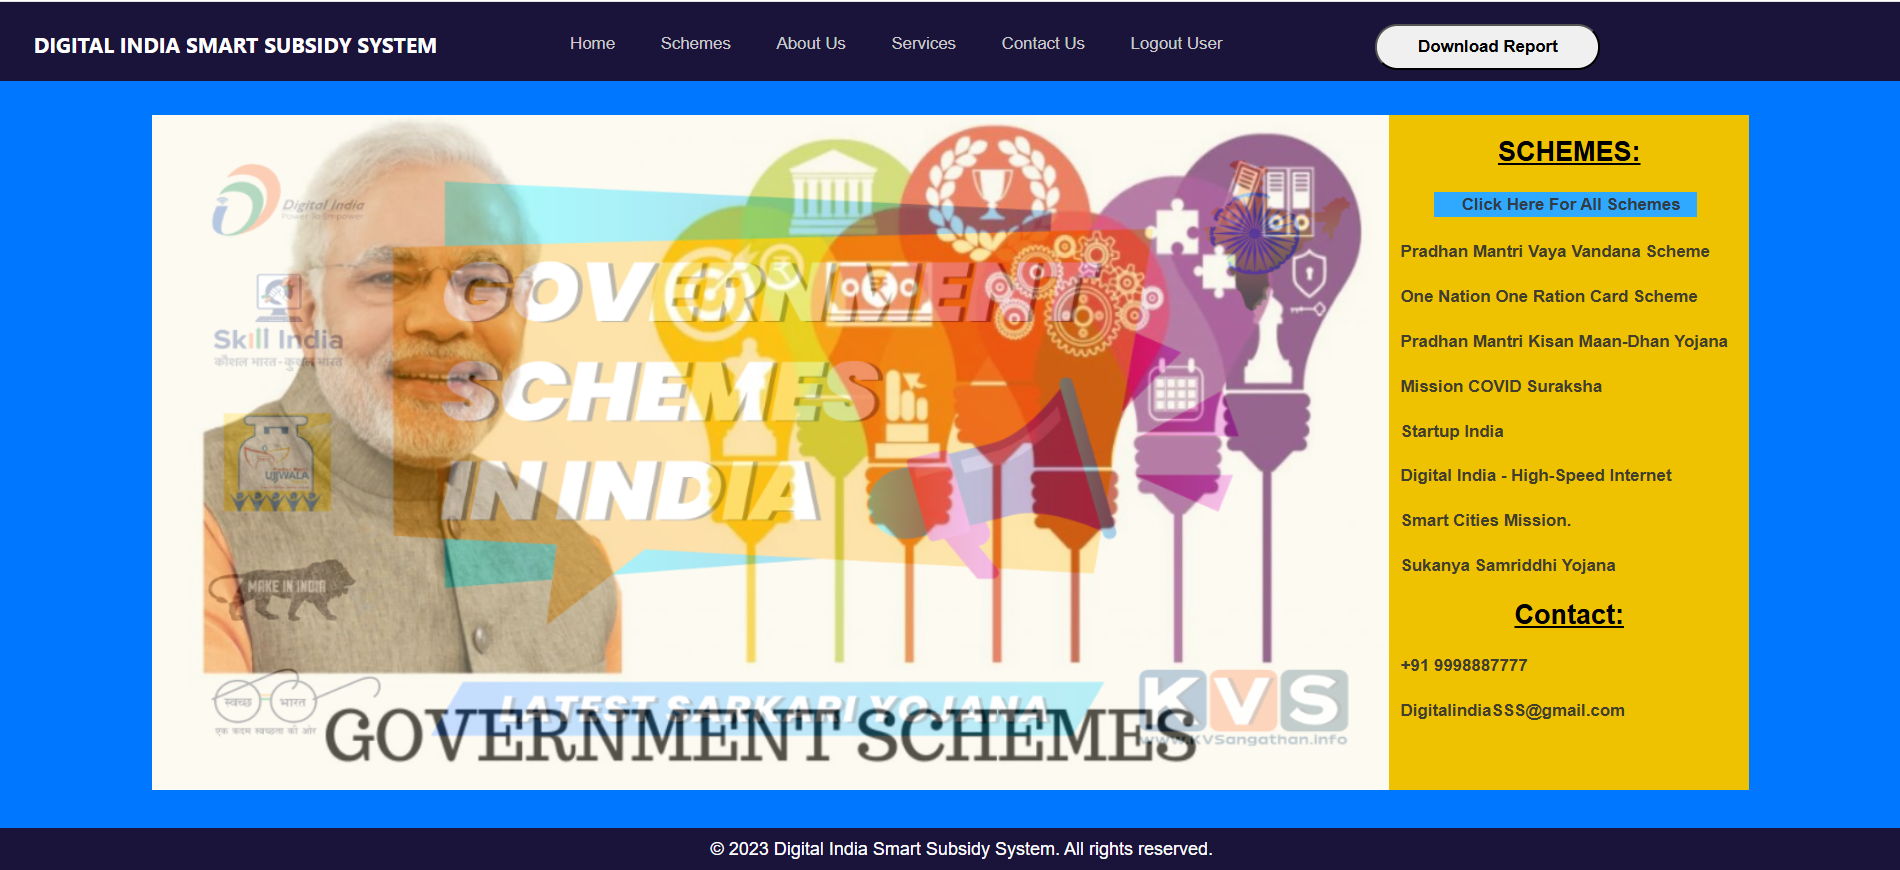 DIGITAL INDIA SMART SUBSIDY SYSTEM
Home Schemes About Us Services Contact Us Logout User
Download Report
Digital India
Power To Empower
Skill India
कौशल भारत-कुशल भारत
UJJWALA
MAKE IN INDIA
स्वच्छ भारत
एक कदम स्वच्छता की ओर
GOVERNMENT
SCHEMES
IN INDIA
LATEST SARKARI YOJANA
GOVERNMENT SCHEMES
KVS
www.KVSangathan.info
SCHEMES:
Click Here For All Schemes
Pradhan Mantri Vaya Vandana Scheme
One Nation One Ration Card Scheme
Pradhan Mantri Kisan Maan-Dhan Yojana
Mission COVID Suraksha
Startup India
Digital India - High-Speed Internet
Smart Cities Mission.
Sukanya Samriddhi Yojana
Contact:
+91 9998887777
DigitalindiaSSS@gmail.com
© 2023 Digital India Smart Subsidy System. All rights reserved.